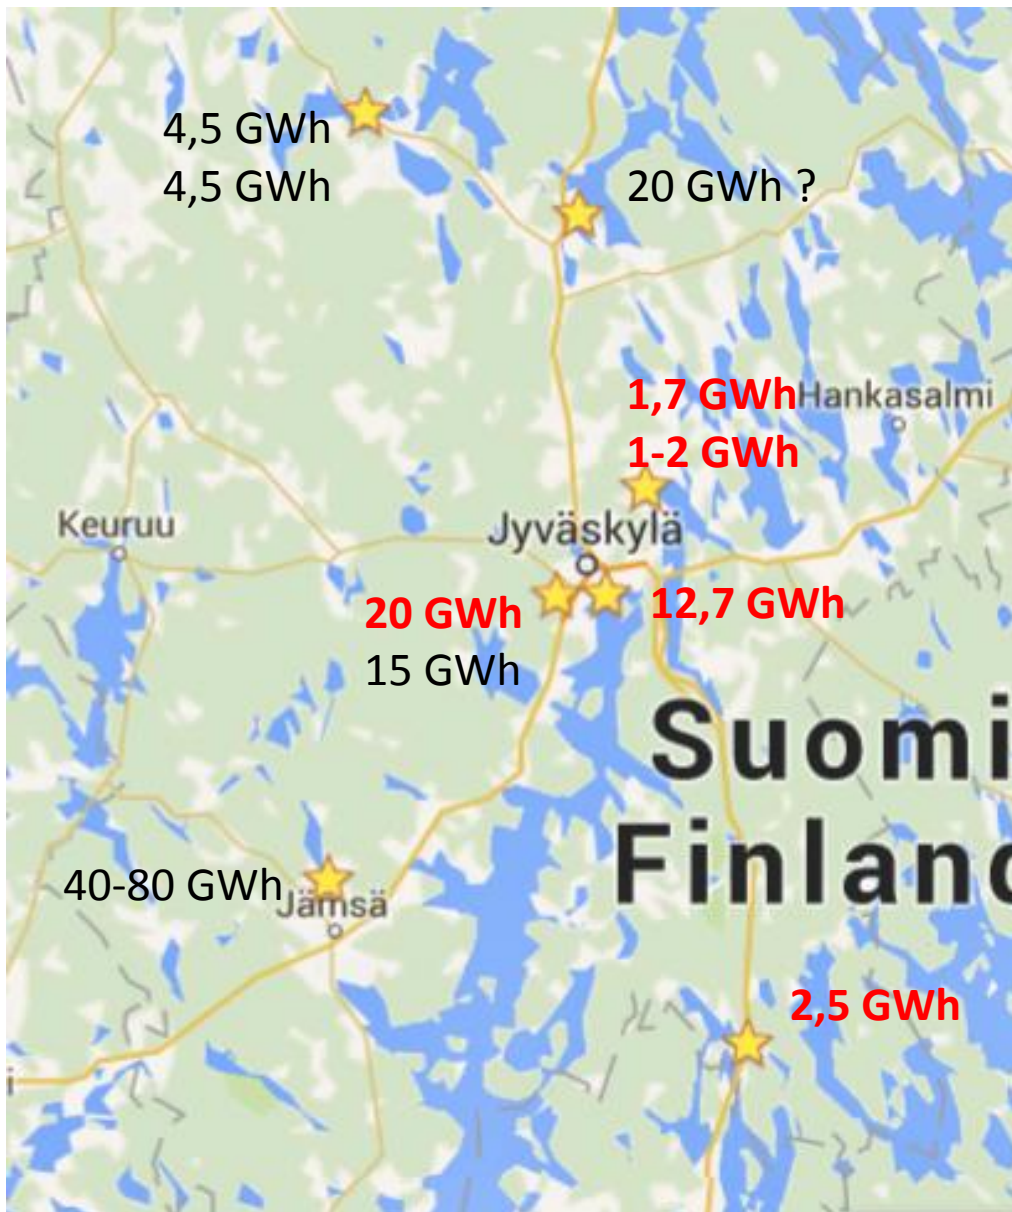 4,5 GWh
4,5 GWh
20 GWh ?
1,7 GWh
Hankasalmi
1-2 GWh
Keuruu
Jyväskylä
20 GWh
12,7 GWh
15 GWh
Suomi
Finland
40-80 GWh
Jämsä
2,5 GWh
i